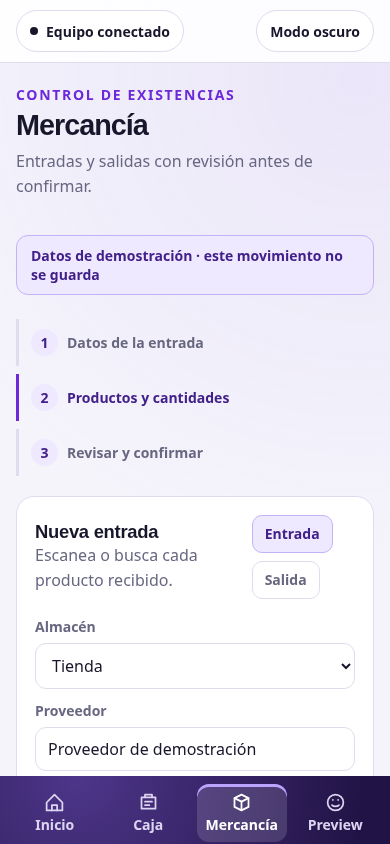 Equipo conectado
Modo oscuro
CONTROL DE EXISTENCIAS
Mercancía
Entradas y salidas con revisión antes de
confirmar.
Datos de demostración · este movimiento no
se guarda
1 Datos de la entrada
2 Productos y cantidades
3 Revisar y confirmar
Nueva entrada
Escanea o busca cada
producto recibido.
Entrada
Salida
Almacén
Tienda
Proveedor
Proveedor de demostración
Inicio
Caja
Mercancía
Preview